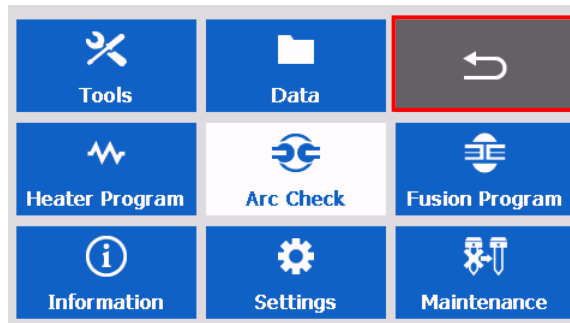 Tools
Data
Heater Program
Arc Check
Fusion Program
Information
Settings
Maintenance